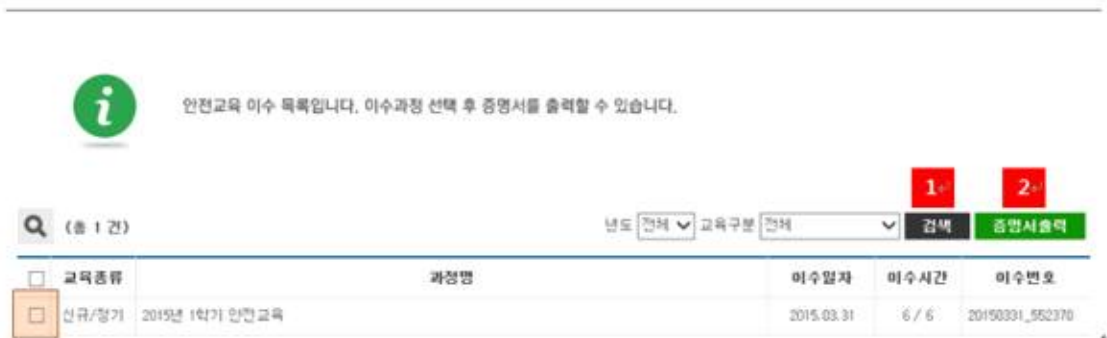 안전교육 이수 목록입니다. 이수과정 선택 후 증명서를 출력할 수 있습니다.
1 2
(총 1 건) 년도 전체 교육구분 전체 검색 증명서출력
교육종류 과정명 이수일자 이수시간 이수번호
신규/정기 2015년 1학기 안전교육 2015.03.31 6 / 6 20150331_552370